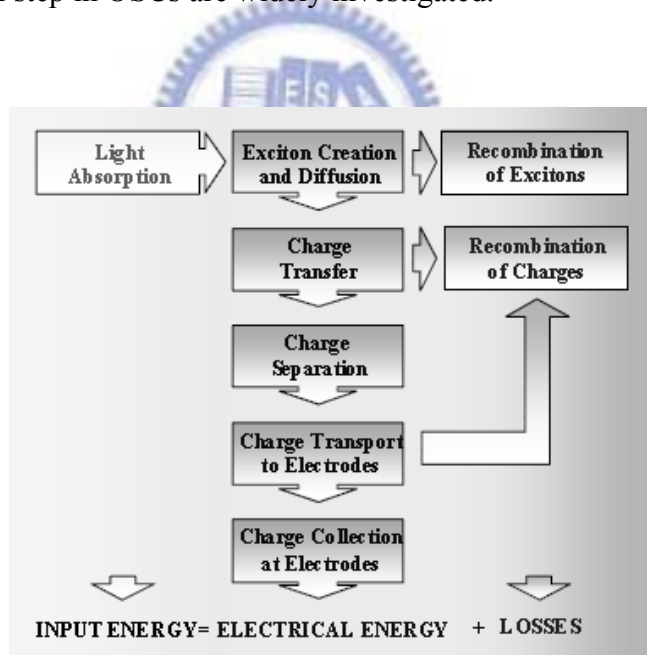 step in OSCs are widely investigated.
ES
Light
Absorption
Exciton Creation
and Diffusion
Recombination
of Excitons
Charge
Transfer
Recombination
of Charges
Charge
Separation
Charge Transport
to Electrodes
Charge Collection
at Electrodes
INPUT ENERGY= ELECTRICAL ENERGY + LOSSES